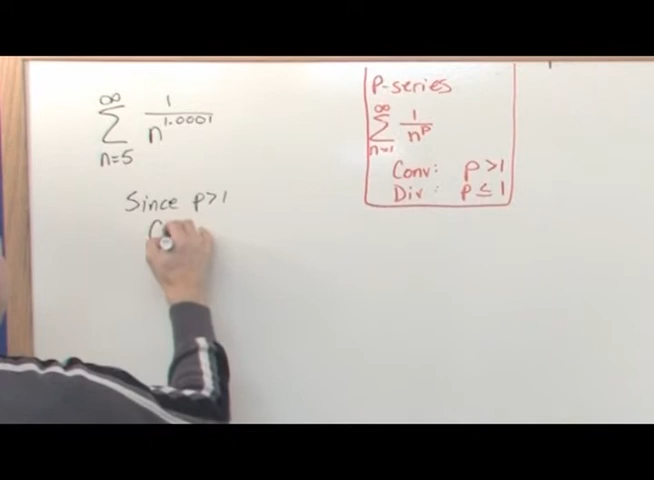 ∞
∑ 1/n^1.0001
n=5
Since p>1
C
P-series
∞
∑ 1/n^p
n=1
Conv: p>1
Div: p≤1